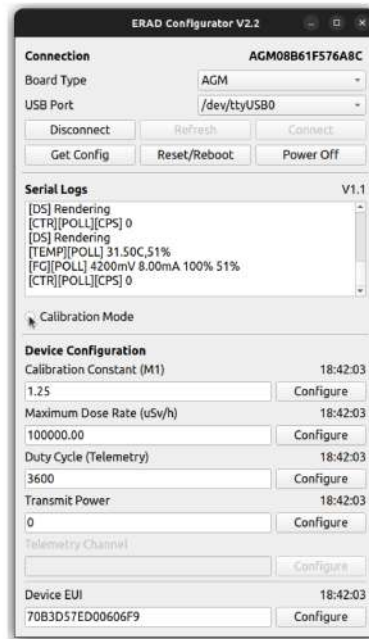 ERAD Configurator V2.2
Connection AGM08B61F576A8C
Board Type AGM
USB Port /dev/ttyUSB0
Disconnect Refresh Connect
Get Config Reset/Reboot Power Off
Serial Logs V1.1
[DS] Rendering
[CTR][POLL][CPS] 0
[DS] Rendering
[TEMP][POLL] 31.50C,51%
[FG][POLL] 4200mV 8.00mA 100% 51%
[CTR][POLL][CPS] 0
Calibration Mode
Device Configuration
Calibration Constant (M1) 18:42:03
1.25 Configure
Maximum Dose Rate (uSv/h) 18:42:03
100000.00 Configure
Duty Cycle (Telemetry) 18:42:03
3600 Configure
Transmit Power 18:42:03
0 Configure
Telemetry Channel
Configure
Device EUI 18:42:03
70B3D57ED00606F9 Configure